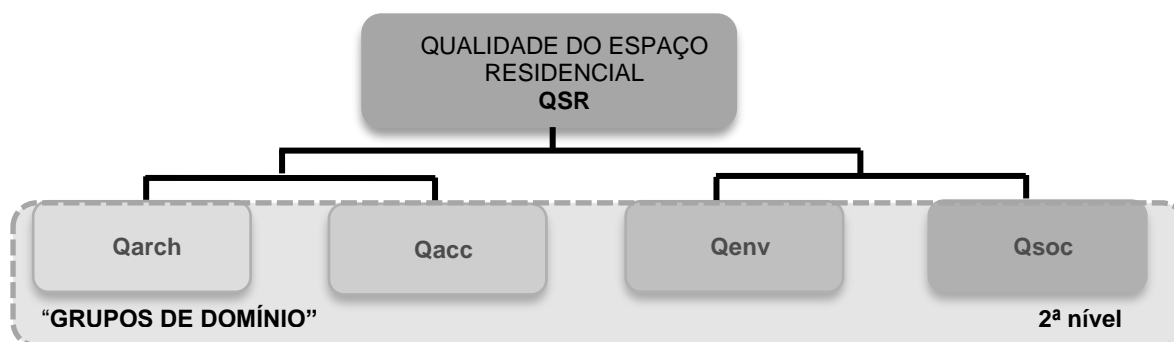 QUALIDADE DO ESPAÇO
RESIDENCIAL
QSR
Qarch
Qacc
Qenv
Qsoc
“GRUPOS DE DOMÍNIO”
2ª nível